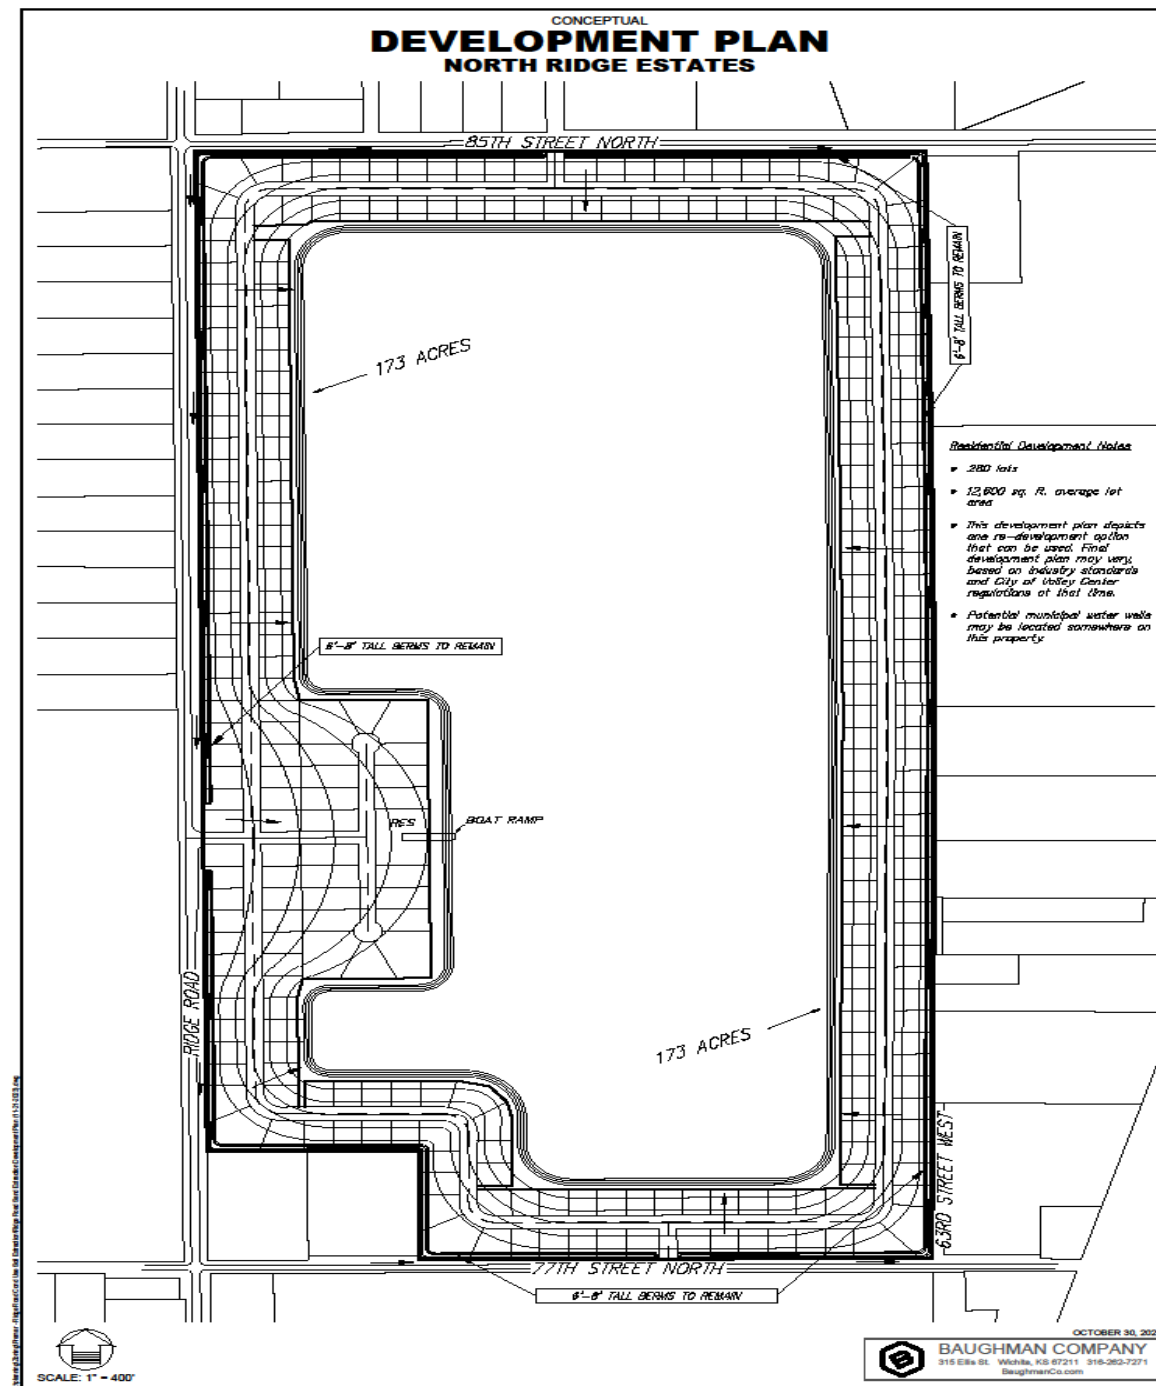 CONCEPTUAL
DEVELOPMENT PLAN
NORTH RIDGE ESTATES
85TH STREET NORTH
6'-8' TALL BERMS TO REMAIN
173 ACRES
Residential Development Notes
• 280 lots
• 12,600 sq. ft. average lot
area
• This development plan depicts
one re-development option
that can be used. Final
development plan may vary,
based on industry standards
and City of Valley Center
regulations at that time.
• Potential municipal water wells
may be located somewhere on
this property.
6'-8' TALL BERMS TO REMAIN
RES
BOAT RAMP
RIDGE ROAD
173 ACRES
63RD STREET WEST
77TH STREET NORTH
6'-8' TALL BERMS TO REMAIN
SCALE: 1" = 400'
OCTOBER 30, 202
BAUGHMAN COMPANY
315 Ellis St. Wichita, KS 67211 316-262-7271
BaughmanCo.com